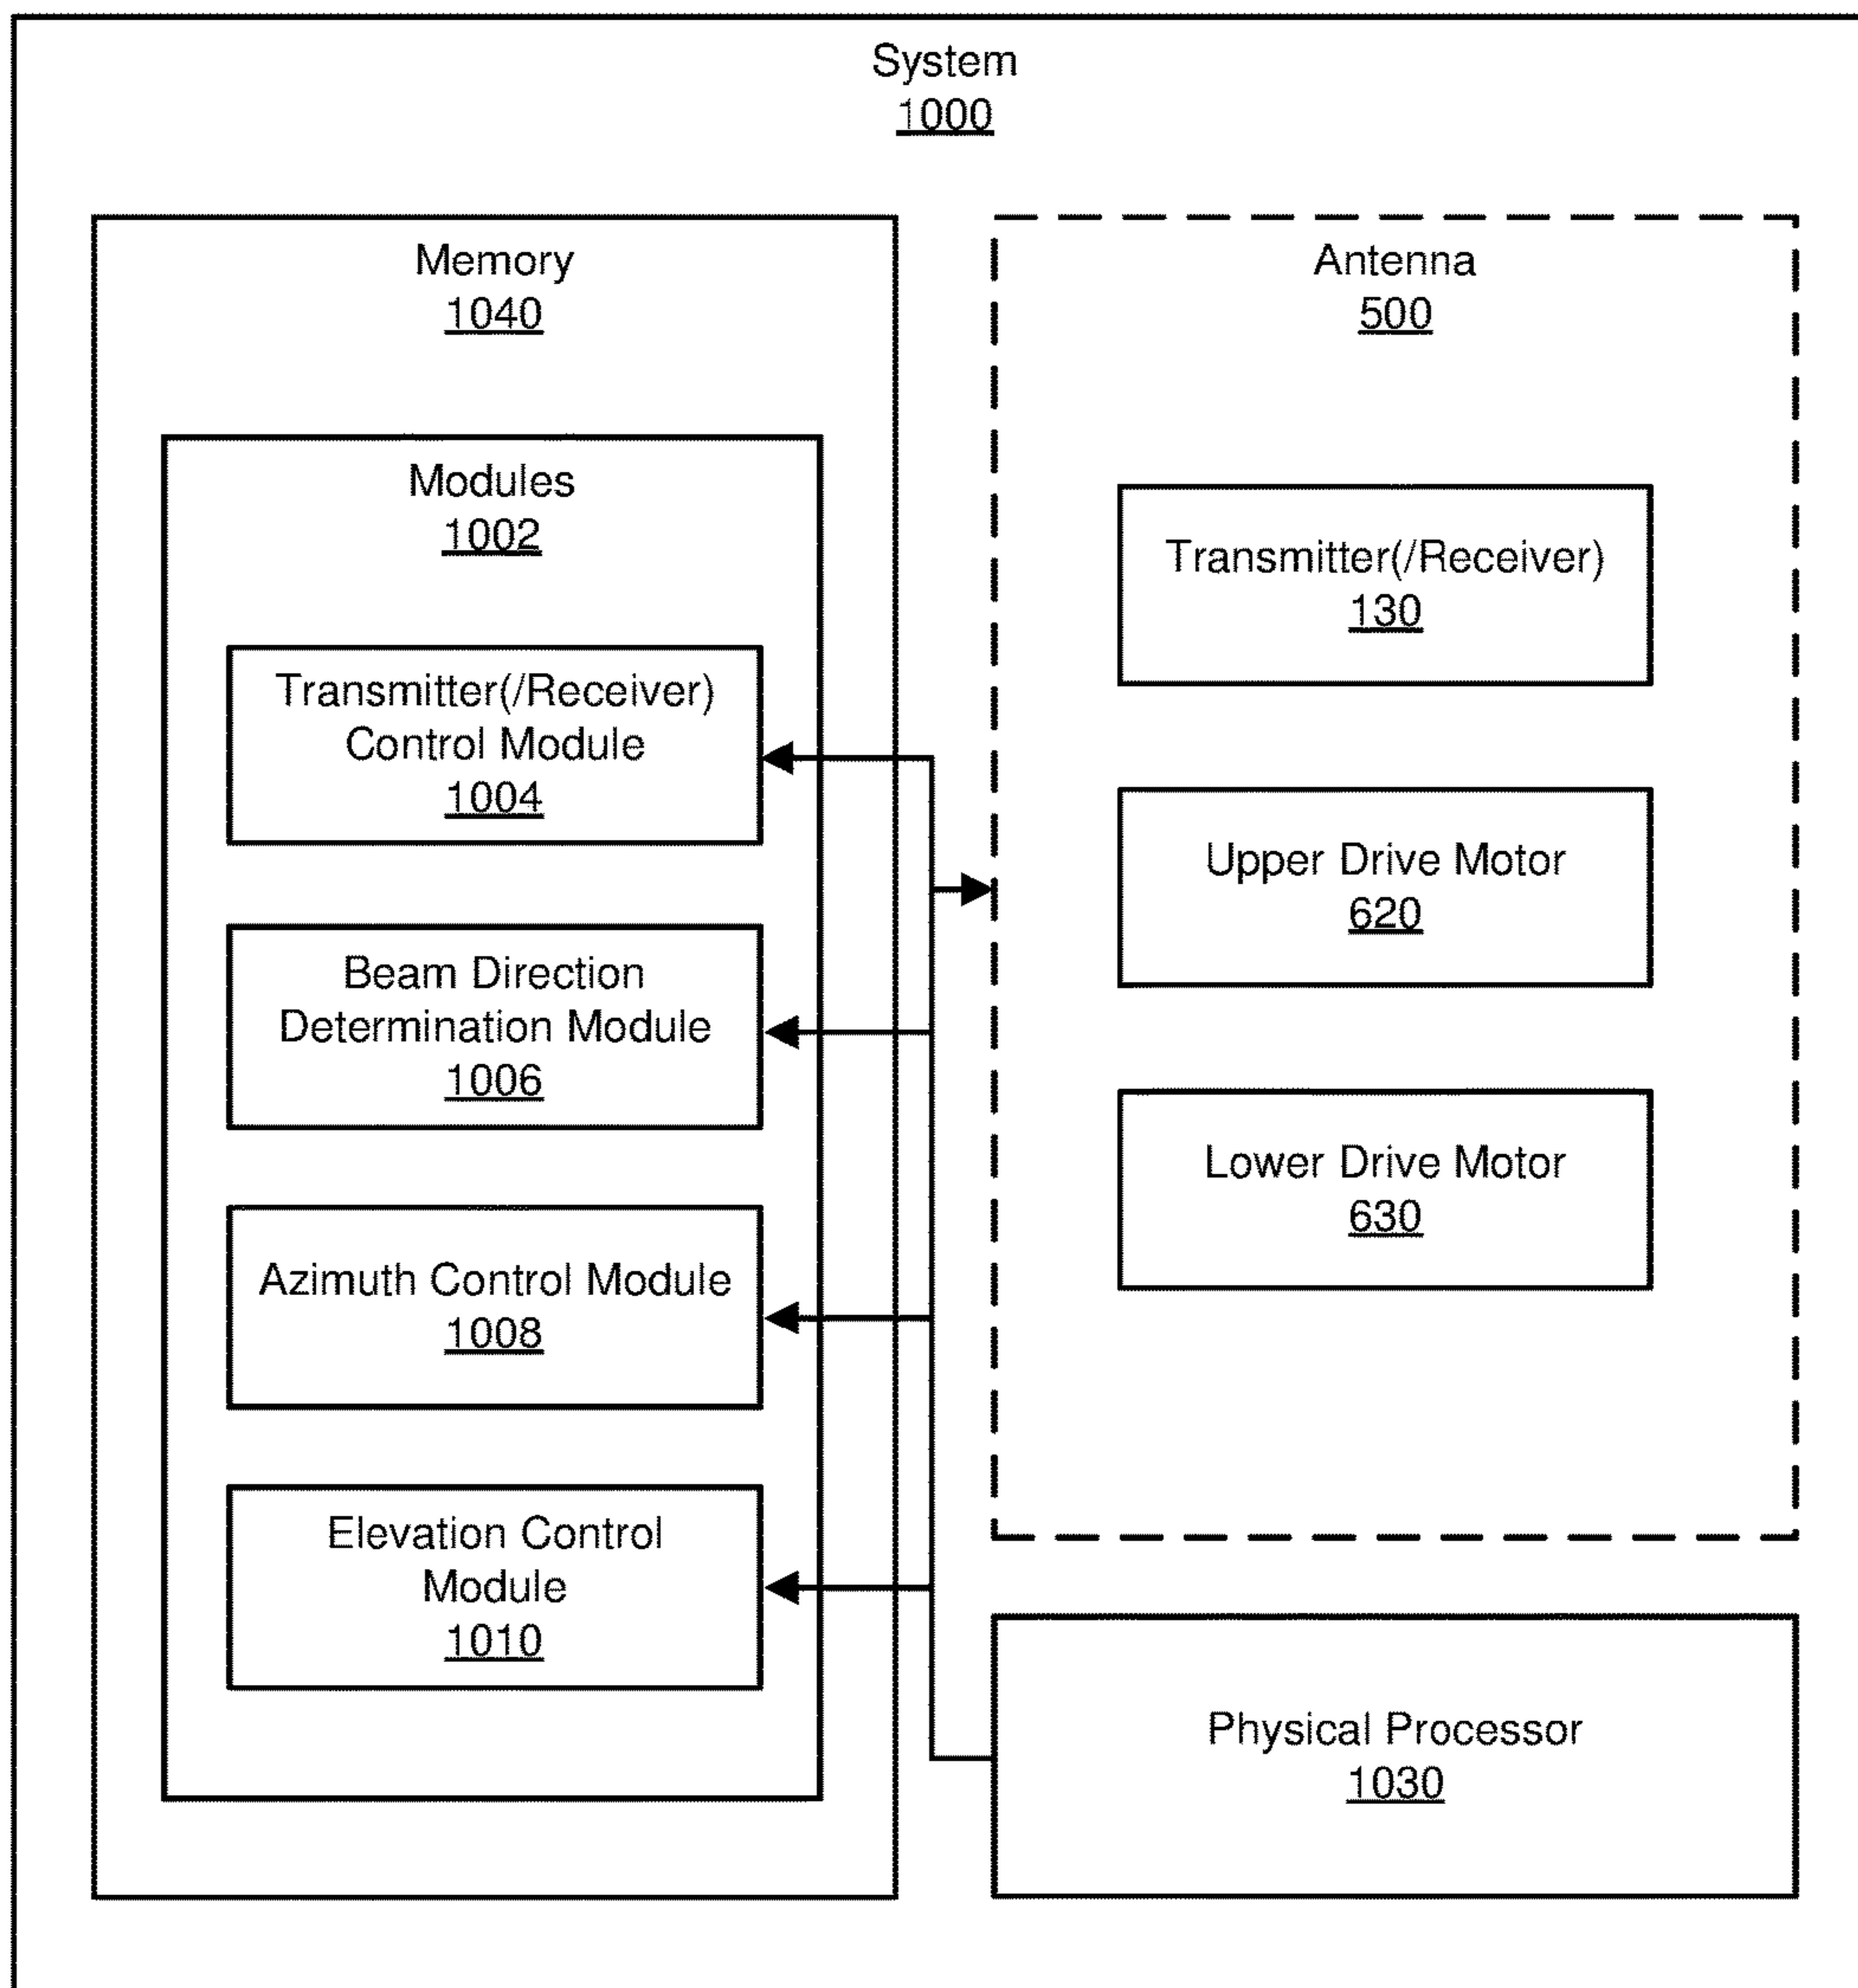 System
1000
Memory
1040
Modules
1002
Transmitter(/Receiver)
Control Module
1004
Beam Direction
Determination Module
1006
Azimuth Control Module
1008
Elevation Control
Module
1010
Antenna
500
Transmitter(/Receiver)
130
Upper Drive Motor
620
Lower Drive Motor
630
Physical Processor
1030